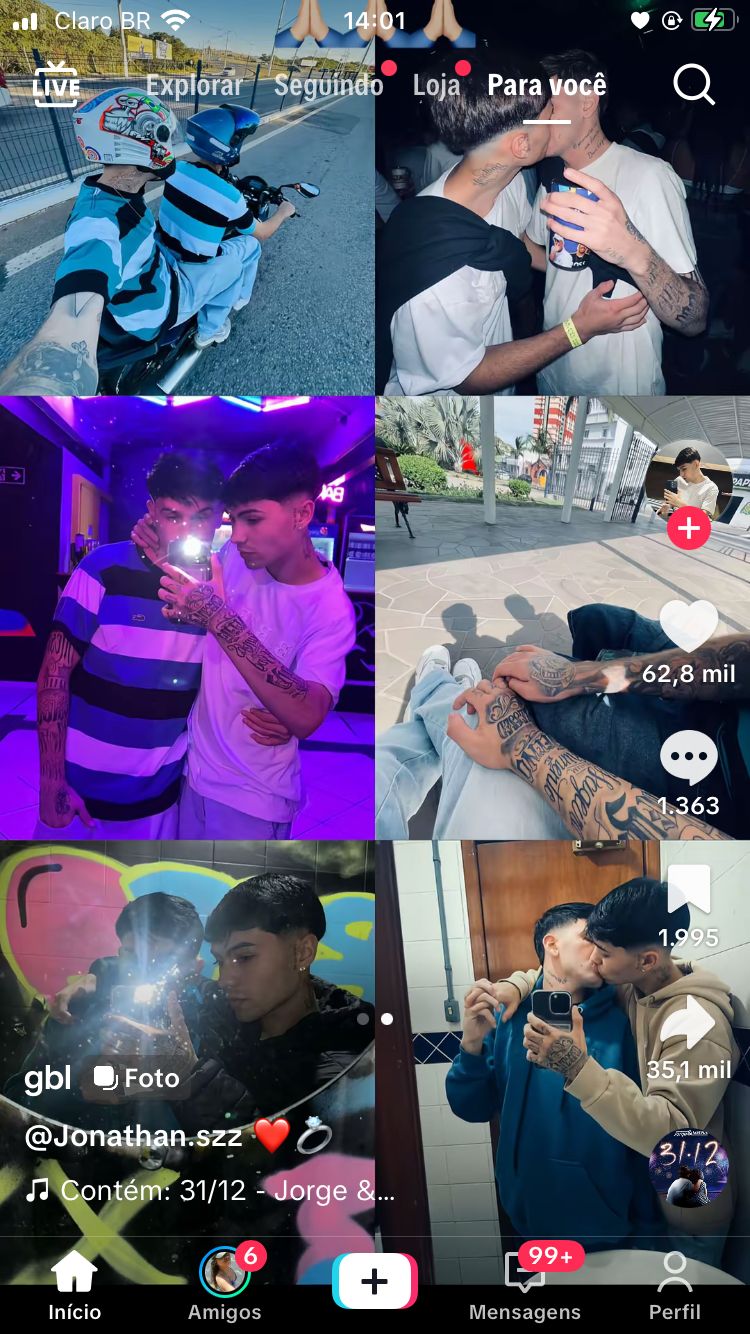 Claro BR
14:01
LIVE
Explorar
Seguindo
Loja
Para você
62,8 mil
1.363
1.995
35,1 mil
gbl
Foto
@Jonathan.szz ❤️ 💍
Contém: 31/12 - Jorge &...
31·12
6
99+
Início
Amigos
Mensagens
Perfil